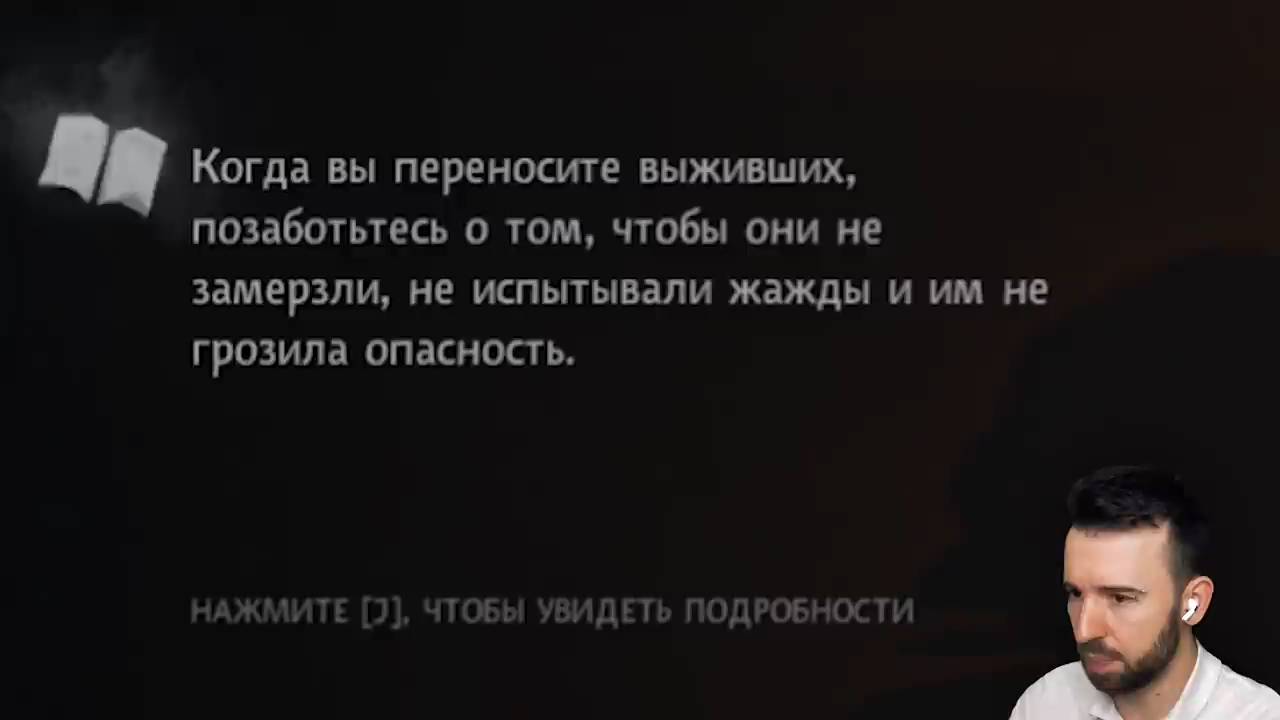 Когда вы переносите выживших,
позаботьтесь о том, чтобы они не
замерзли, не испытывали жажды и им не
грозила опасность.
НАЖМИТЕ [J], ЧТОБЫ УВИДЕТЬ ПОДРОБНОСТИ